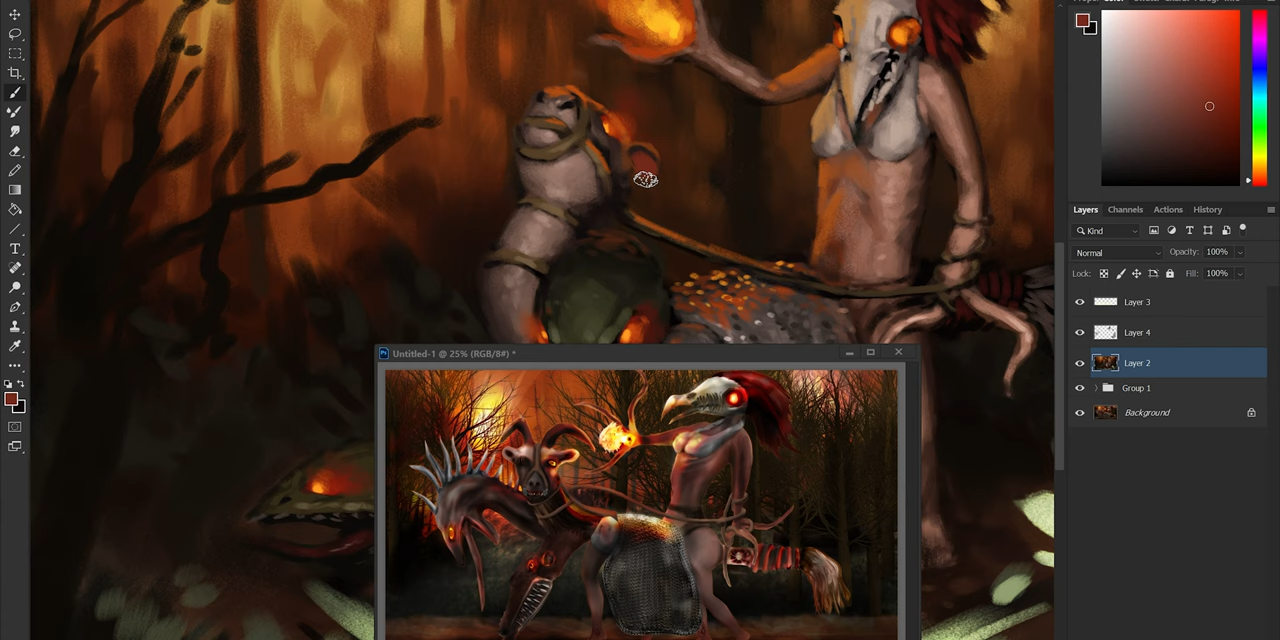 Layers Channels Actions History
Kind
Normal Opacity: 100%
Lock: Fill: 100%
Layer 3
Layer 4
Layer 2
Group 1
Background
Ps Untitled-1 @ 25% (RGB/8#) *